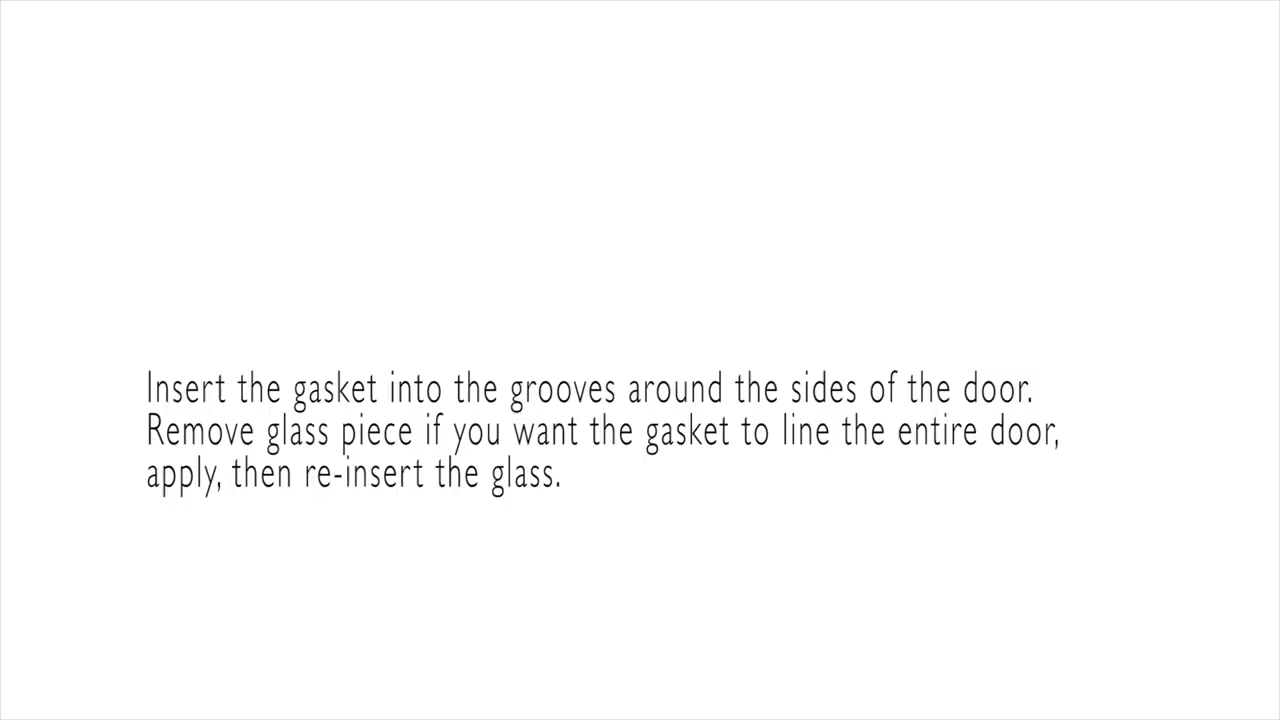 Insert the gasket into the grooves around the sides of the door.
Remove glass piece if you want the gasket to line the entire door,
apply, then re-insert the glass.